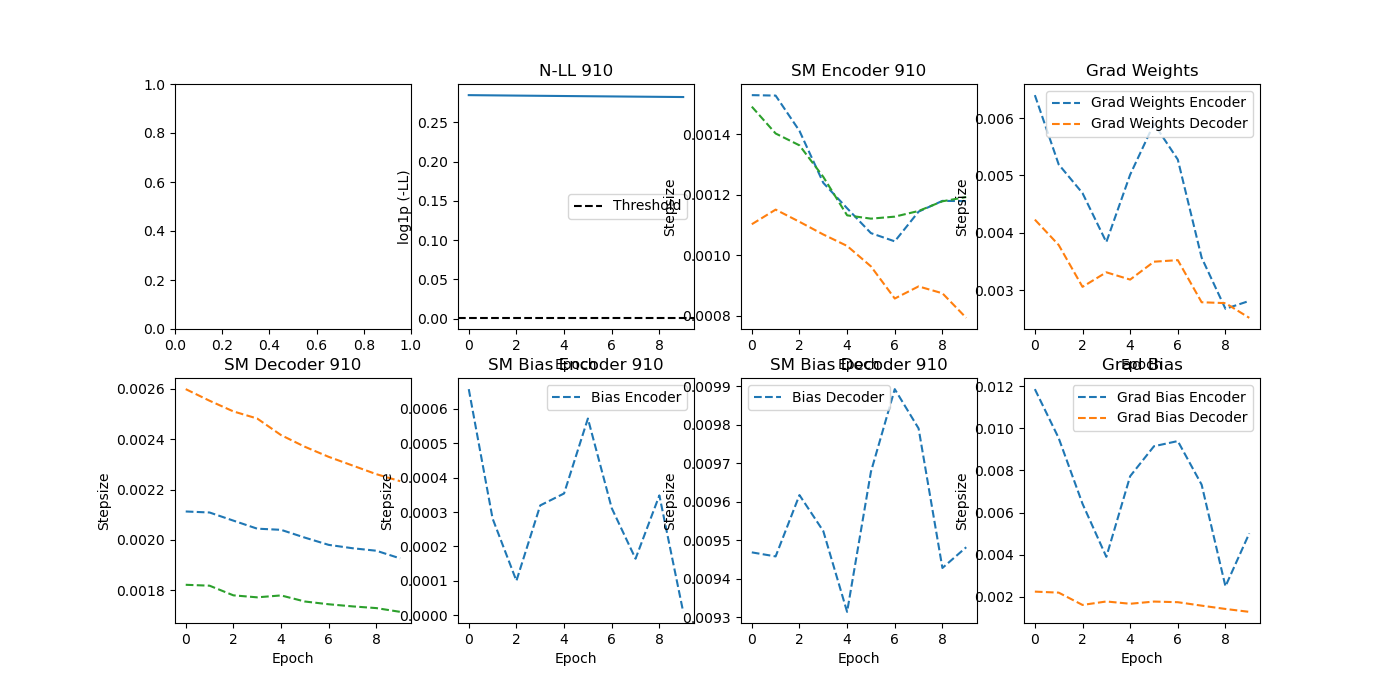 N-LL 910
SM Encoder 910
Grad Weights
1.0
0.8
0.6
0.4
0.2
0.0
0.0 0.2 0.4 0.6 0.8 1.0
log1p (-LL)
0.25
0.20
0.15
0.10
0.05
0.00
Threshold
0 2 4 6 8
Epoch
Stepsize
0.0014
0.0012
0.0010
0.0008
0 2 4 6 8
Epoch
Stepsize
0.006
0.005
0.004
0.003
Grad Weights Encoder
Grad Weights Decoder
0 2 4 6 8
Epoch
SM Decoder 910
SM Bias Encoder 910
SM Bias Decoder 910
Grad Bias
Stepsize
0.0026
0.0024
0.0022
0.0020
0.0018
0 2 4 6 8
Epoch
Stepsize
0.0006
0.0005
0.0004
0.0003
0.0002
0.0001
0.0000
Bias Encoder
0 2 4 6 8
Epoch
Stepsize
0.0099
0.0098
0.0097
0.0096
0.0095
0.0094
0.0093
Bias Decoder
0 2 4 6 8
Epoch
Stepsize
0.012
0.010
0.008
0.006
0.004
0.002
Grad Bias Encoder
Grad Bias Decoder
0 2 4 6 8
Epoch